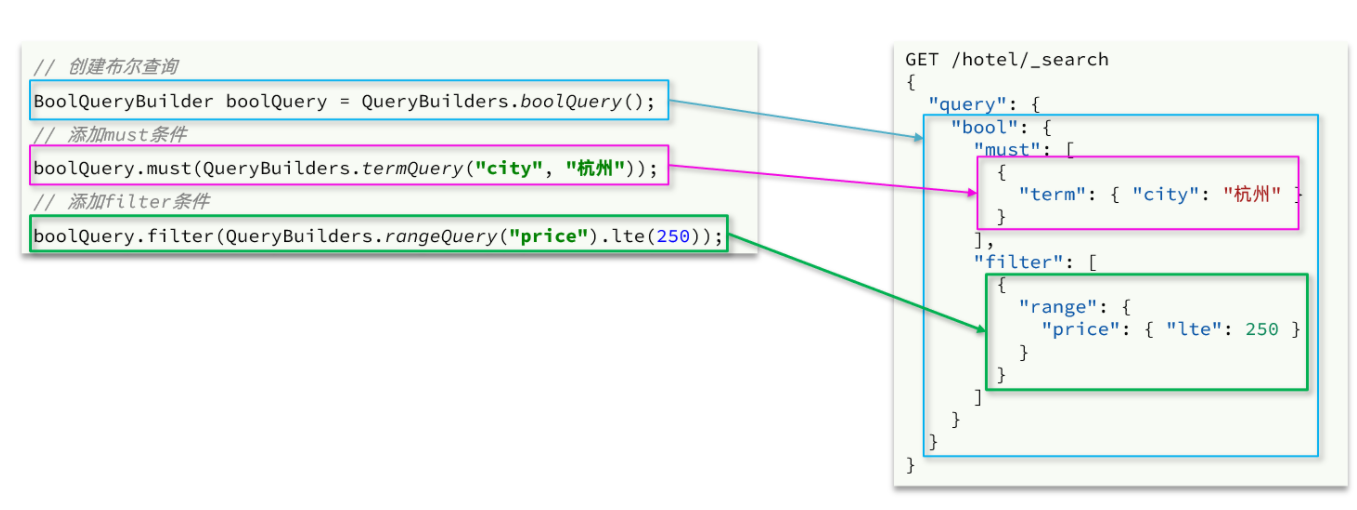 // 创建布尔查询
BoolQueryBuilder boolQuery = QueryBuilders.boolQuery();
// 添加must条件
boolQuery.must(QueryBuilders.termQuery("city", "杭州"));
// 添加filter条件
boolQuery.filter(QueryBuilders.rangeQuery("price").lte(250));
GET /hotel/_search
{
  "query": {
    "bool": {
      "must": [
        {
          "term": { "city": "杭州" }
        }
      ],
      "filter": [
        {
          "range": {
            "price": { "lte": 250 }
          }
        }
      ]
    }
  }
}